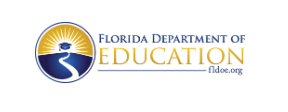 FLORIDA DEPARTMENT OF
EDUCATION
fldoe.org